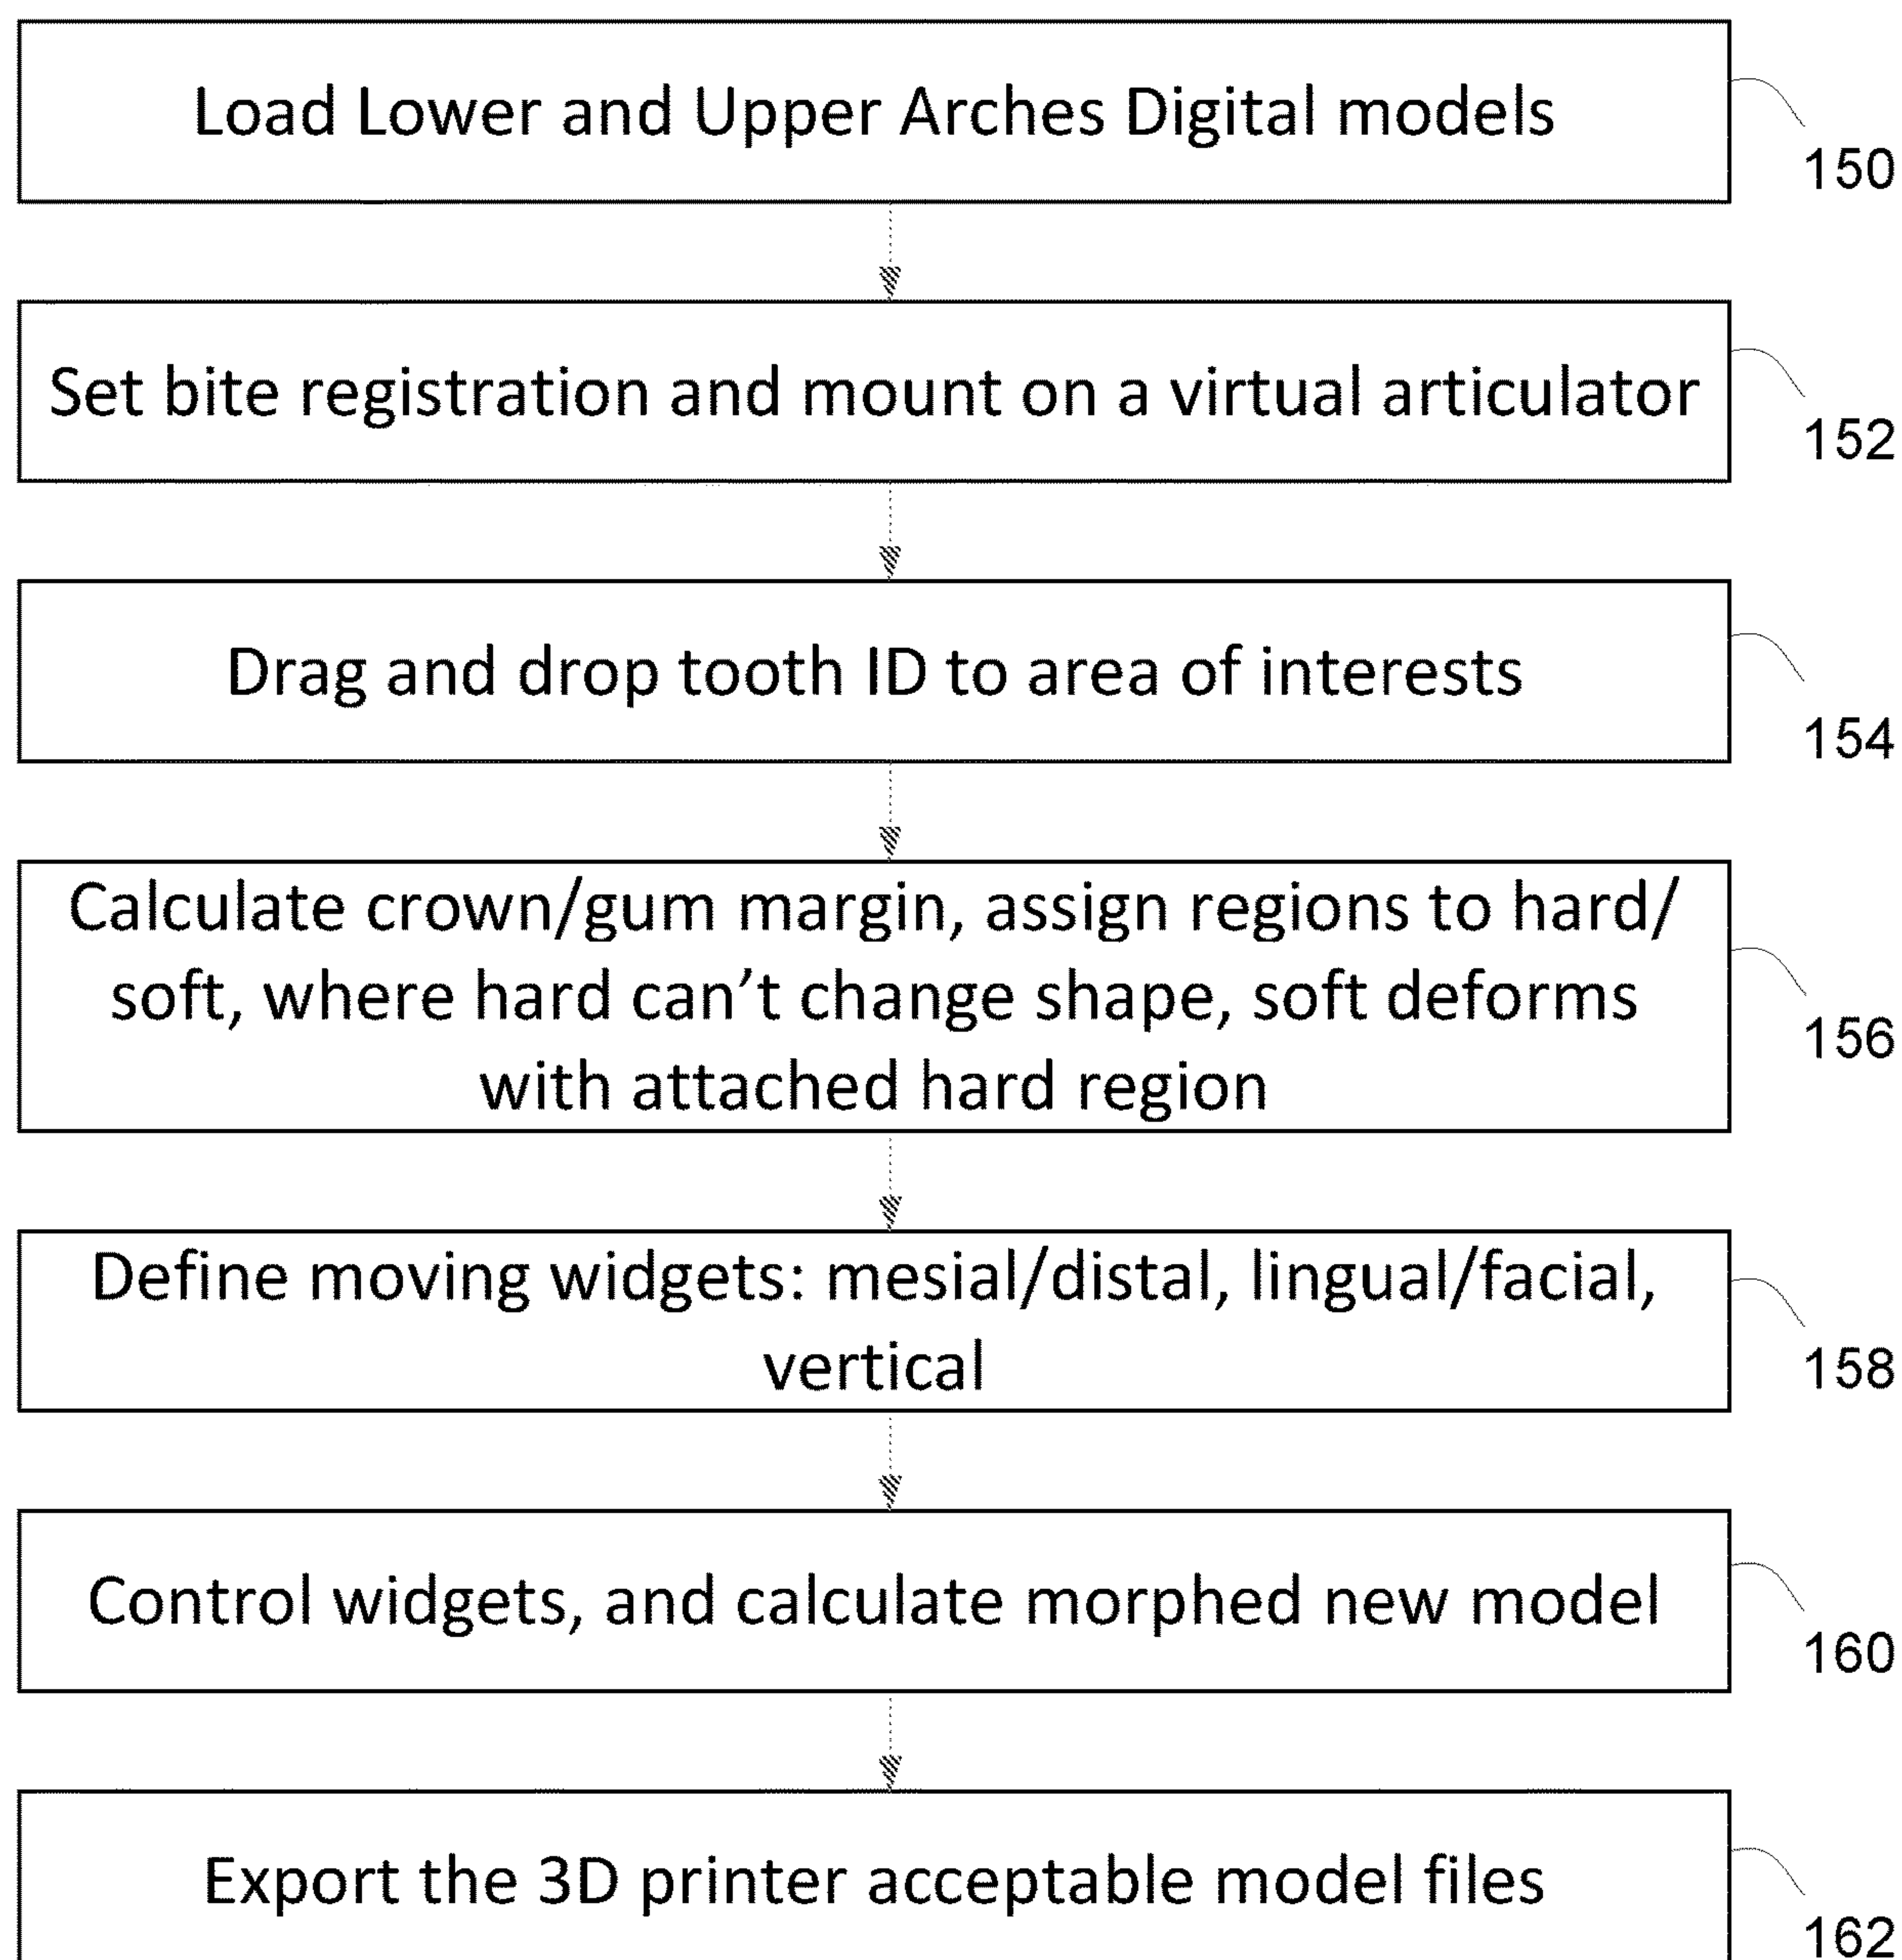 Load Lower and Upper Arches Digital models
150
Set bite registration and mount on a virtual articulator
152
Drag and drop tooth ID to area of interests
154
Calculate crown/gum margin, assign regions to hard/
soft, where hard can’t change shape, soft deforms
with attached hard region
156
Define moving widgets: mesial/distal, lingual/facial,
vertical
158
Control widgets, and calculate morphed new model
160
Export the 3D printer acceptable model files
162